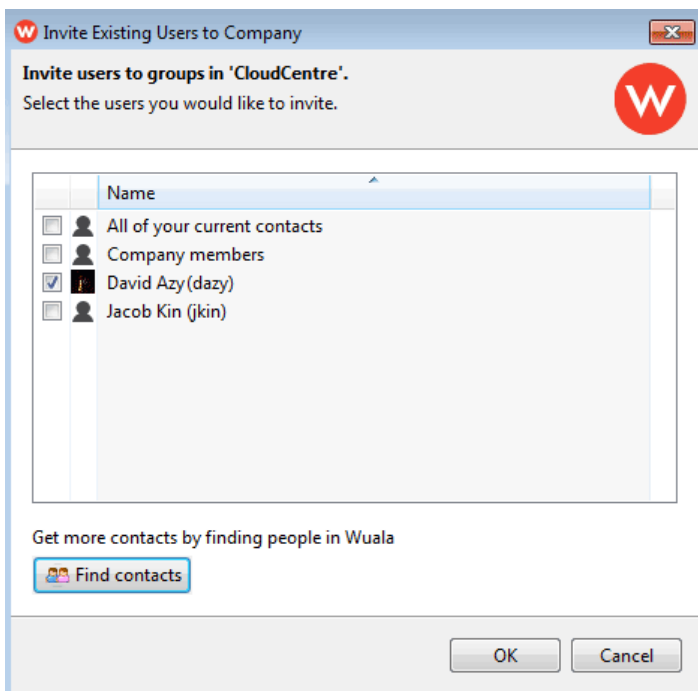 Invite Existing Users to Company
Invite users to groups in 'CloudCentre'.
Select the users you would like to invite.
W
Name
All of your current contacts
Company members
David Azy(dazy)
Jacob Kin (jkin)
Get more contacts by finding people in Wuala
Find contacts
OK Cancel